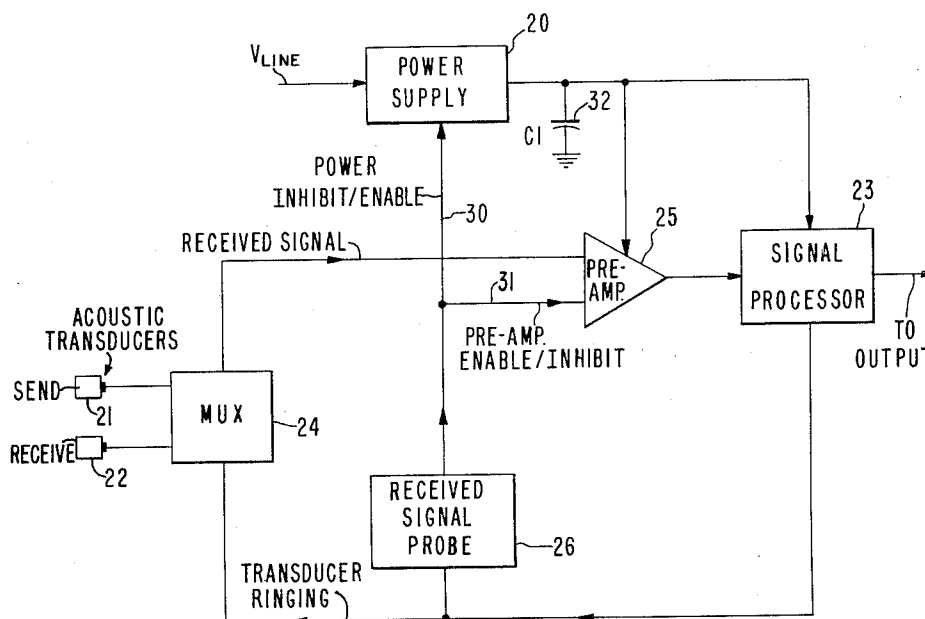 20
VLINE
POWER
SUPPLY
32
C1
POWER
INHIBIT/ENABLE
30
23
25
RECEIVED SIGNAL
PRE-
AMP.
SIGNAL
PROCESSOR
31
PRE-AMP.
ENABLE/INHIBIT
TO
OUTPUT
ACOUSTIC
TRANSDUCERS
SEND
21
MUX
24
RECEIVE
22
RECEIVED
SIGNAL
PROBE
26
TRANSDUCER
RINGING